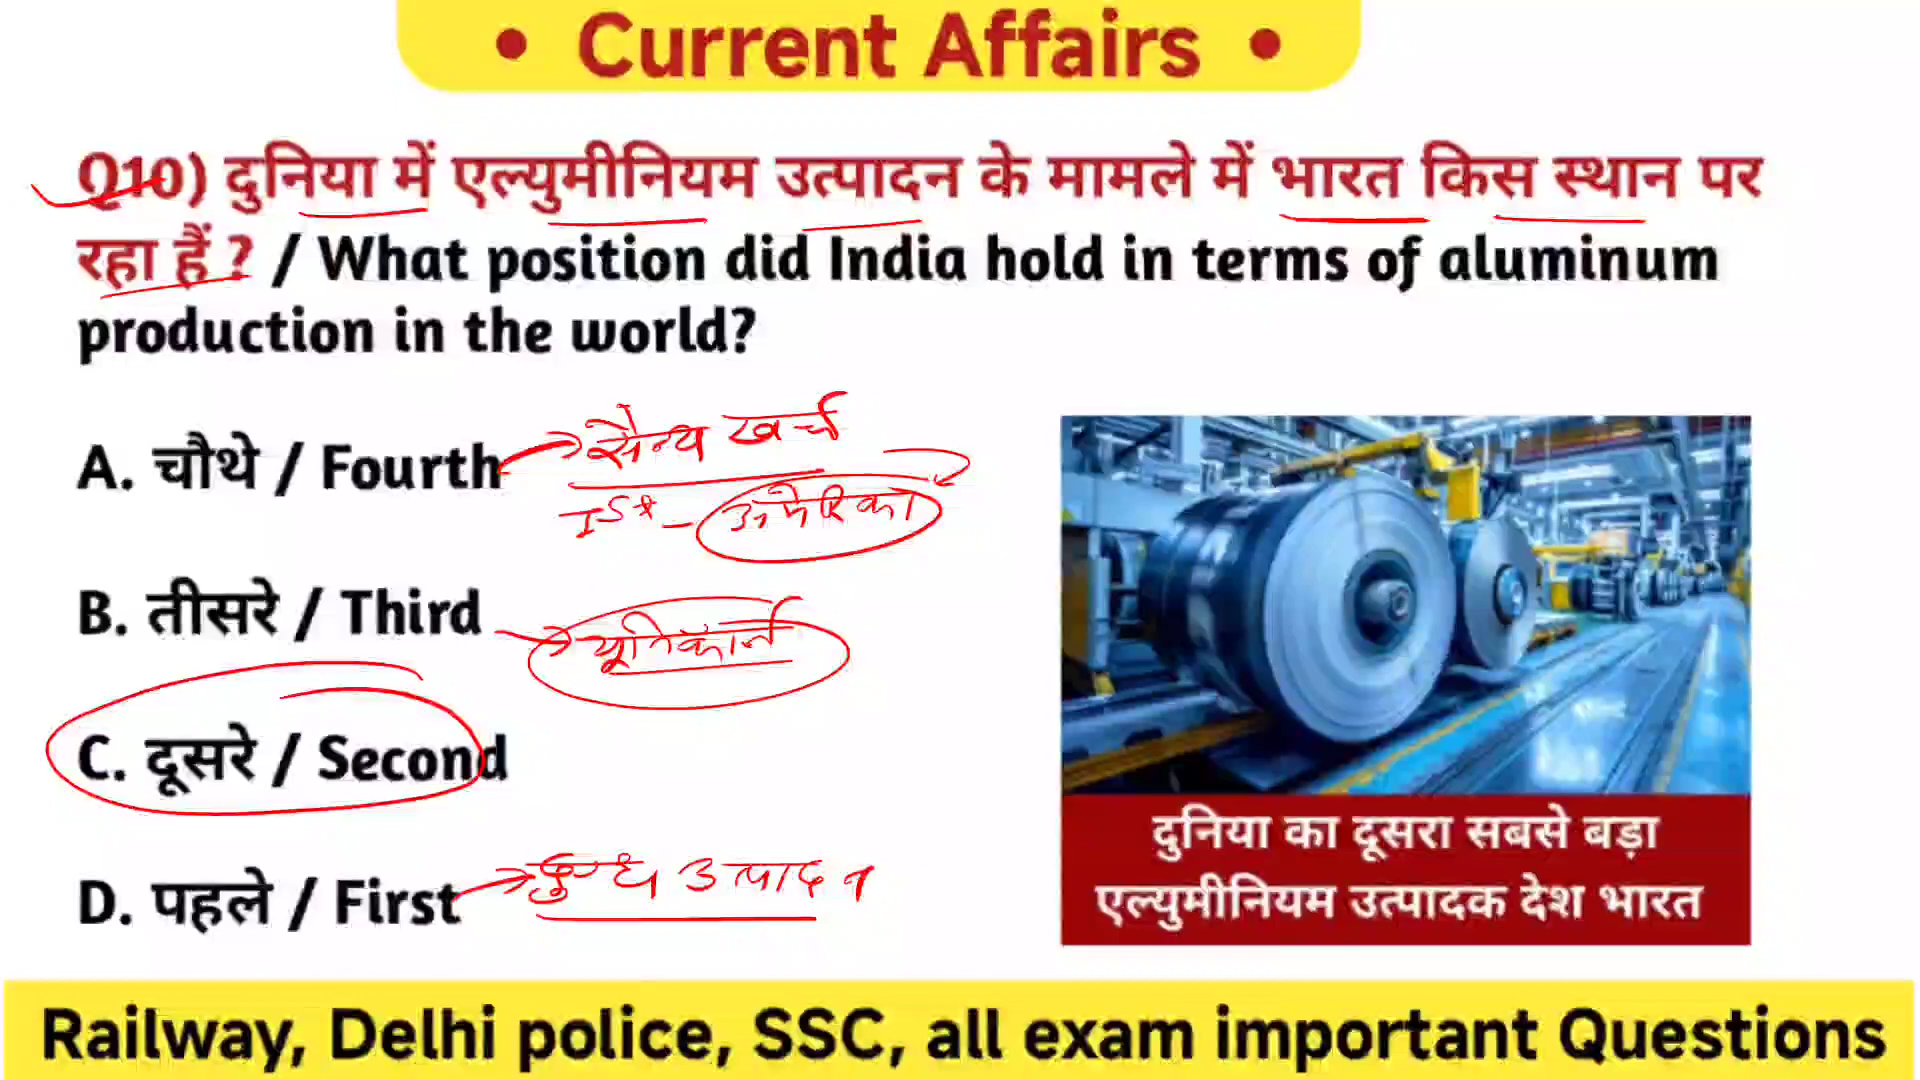 • Current Affairs •
Q10) दुनिया में एल्युमीनियम उत्पादन के मामले में भारत किस स्थान पर
रहा हैं ? / What position did India hold in terms of aluminum
production in the world?
A. चौथे / Fourth
सैन्य खर्च
Ist - अमेरिका
B. तीसरे / Third
यूनिकॉर्न
C. दूसरे / Second
D. पहले / First
दुग्ध उत्पादन
दुनिया का दूसरा सबसे बड़ा
एल्युमीनियम उत्पादक देश भारत
Railway, Delhi police, SSC, all exam important Questions